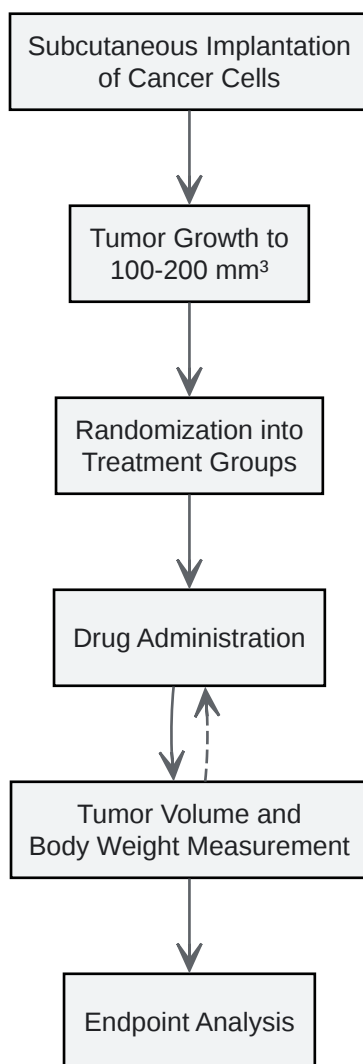 Subcutaneous Implantation
of Cancer Cells
Tumor Growth to
100-200 mm³
Randomization into
Treatment Groups
Drug Administration
Tumor Volume and
Body Weight Measurement
Endpoint Analysis